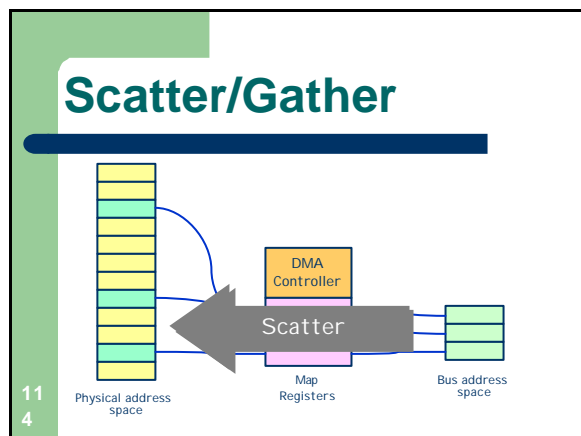 Scatter/Gather
DMA
Controller
Scatter
Map
Registers
Physical address
space
Bus address
space
11
4